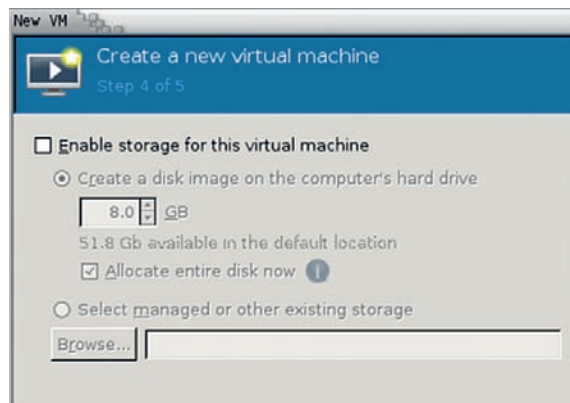 New VM
Create a new virtual machine
Step 4 of 5
Enable storage for this virtual machine
Create a disk image on the computer's hard drive
8.0 GB
51.8 Gb available in the default location
Allocate entire disk now
Select managed or other existing storage
Browse...